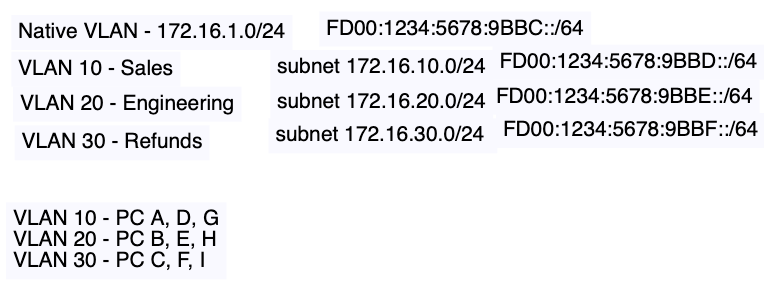 Native VLAN - 172.16.1.0/24 FD00:1234:5678:9BBC::/64
VLAN 10 - Sales subnet 172.16.10.0/24 FD00:1234:5678:9BBD::/64
VLAN 20 - Engineering subnet 172.16.20.0/24 FD00:1234:5678:9BBE::/64
VLAN 30 - Refunds subnet 172.16.30.0/24 FD00:1234:5678:9BBF::/64
VLAN 10 - PC A, D, G
VLAN 20 - PC B, E, H
VLAN 30 - PC C, F, I